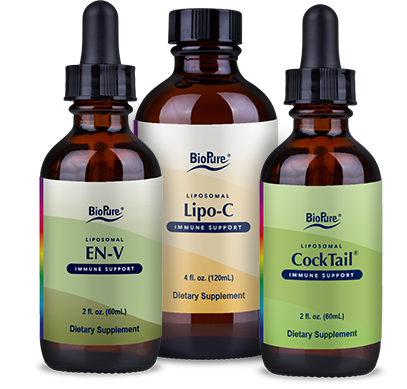 BioPure®
LIPOSOMAL
EN-V
IMMUNE SUPPORT
2 fl. oz. (60mL)
Dietary Supplement
BioPure®
LIPOSOMAL
Lipo-C
IMMUNE SUPPORT
4 fl. oz. (120mL)
Dietary Supplement
BioPure®
LIPOSOMAL
CockTail®
IMMUNE SUPPORT
2 fl. oz. (60mL)
Dietary Supplement